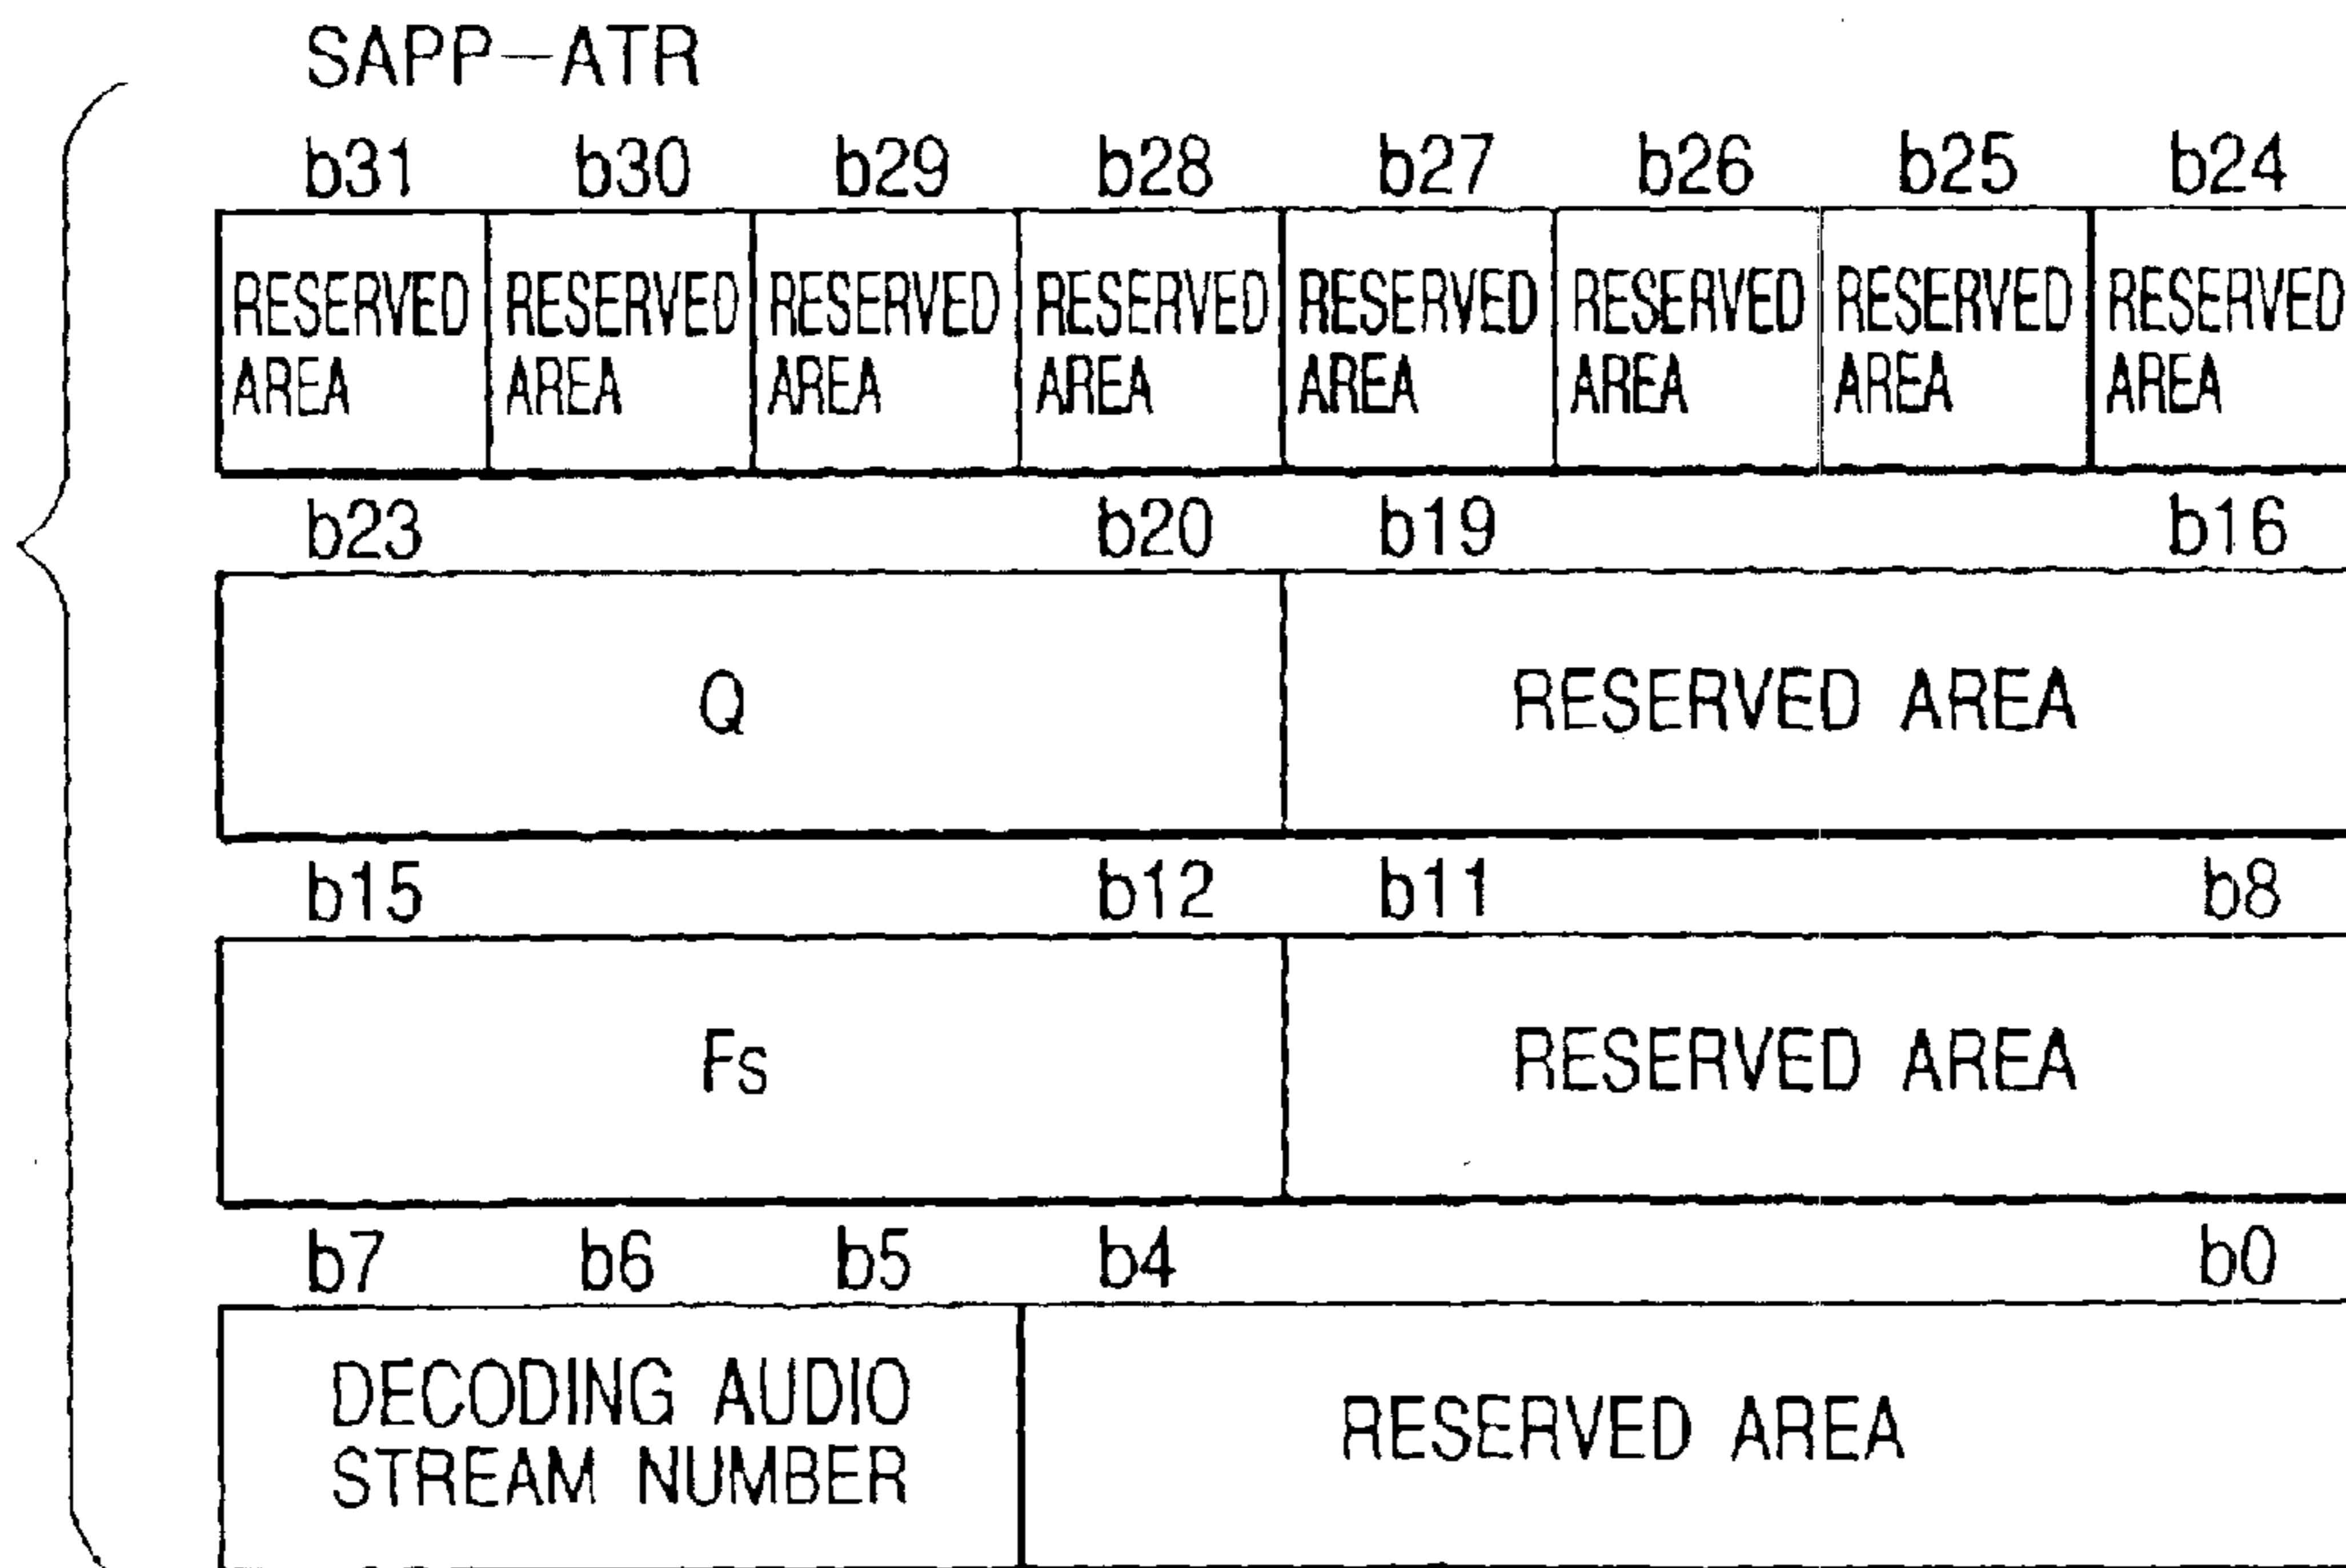 SAPP-ATR
b31 b30 b29 b28 b27 b26 b25 b24
RESERVED RESERVED RESERVED RESERVED RESERVED RESERVED RESERVED RESERVED
AREA AREA AREA AREA AREA AREA AREA AREA
b23 b20 b19 b16
Q RESERVED AREA
b15 b12 b11 b8
Fs RESERVED AREA
b7 b6 b5 b4 b0
DECODING AUDIO
STREAM NUMBER
RESERVED AREA